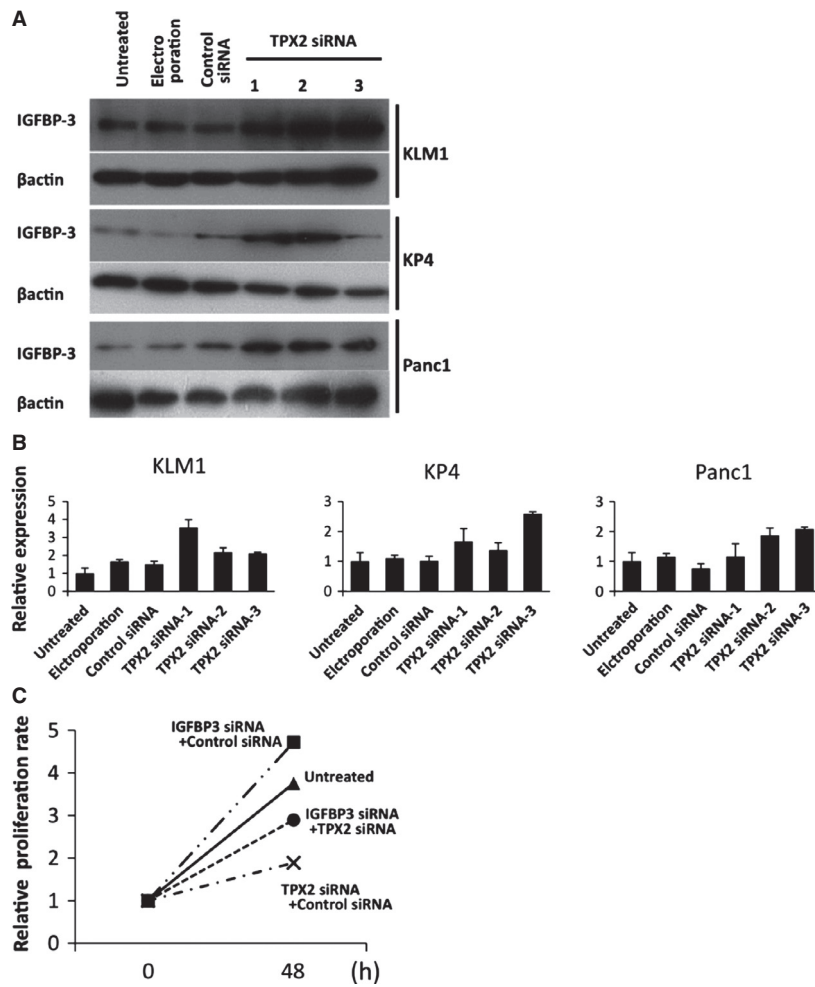 A
Untreated
Electro
poration
Control
siRNA
TPX2 siRNA
1 2 3
IGFBP-3
βactin
KLM1
IGFBP-3
βactin
KP4
IGFBP-3
βactin
Panc1
B
KLM1
Relative expression
5
4
3
2
1
0
Untreated
Elctroporation
Control siRNA
TPX2 siRNA-1
TPX2 siRNA-2
TPX2 siRNA-3
KP4
3
2
1
0
Untreated
Elctroporation
Control siRNA
TPX2 siRNA-1
TPX2 siRNA-2
TPX2 siRNA-3
Panc1
3
2
1
0
Untreated
Elctroporation
Control siRNA
TPX2 siRNA-1
TPX2 siRNA-2
TPX2 siRNA-3
C
Relative proliferation rate
5
4
3
2
1
0
IGFBP3 siRNA
+Control siRNA
Untreated
IGFBP3 siRNA
+TPX2 siRNA
TPX2 siRNA
+Control siRNA
0 48 (h)